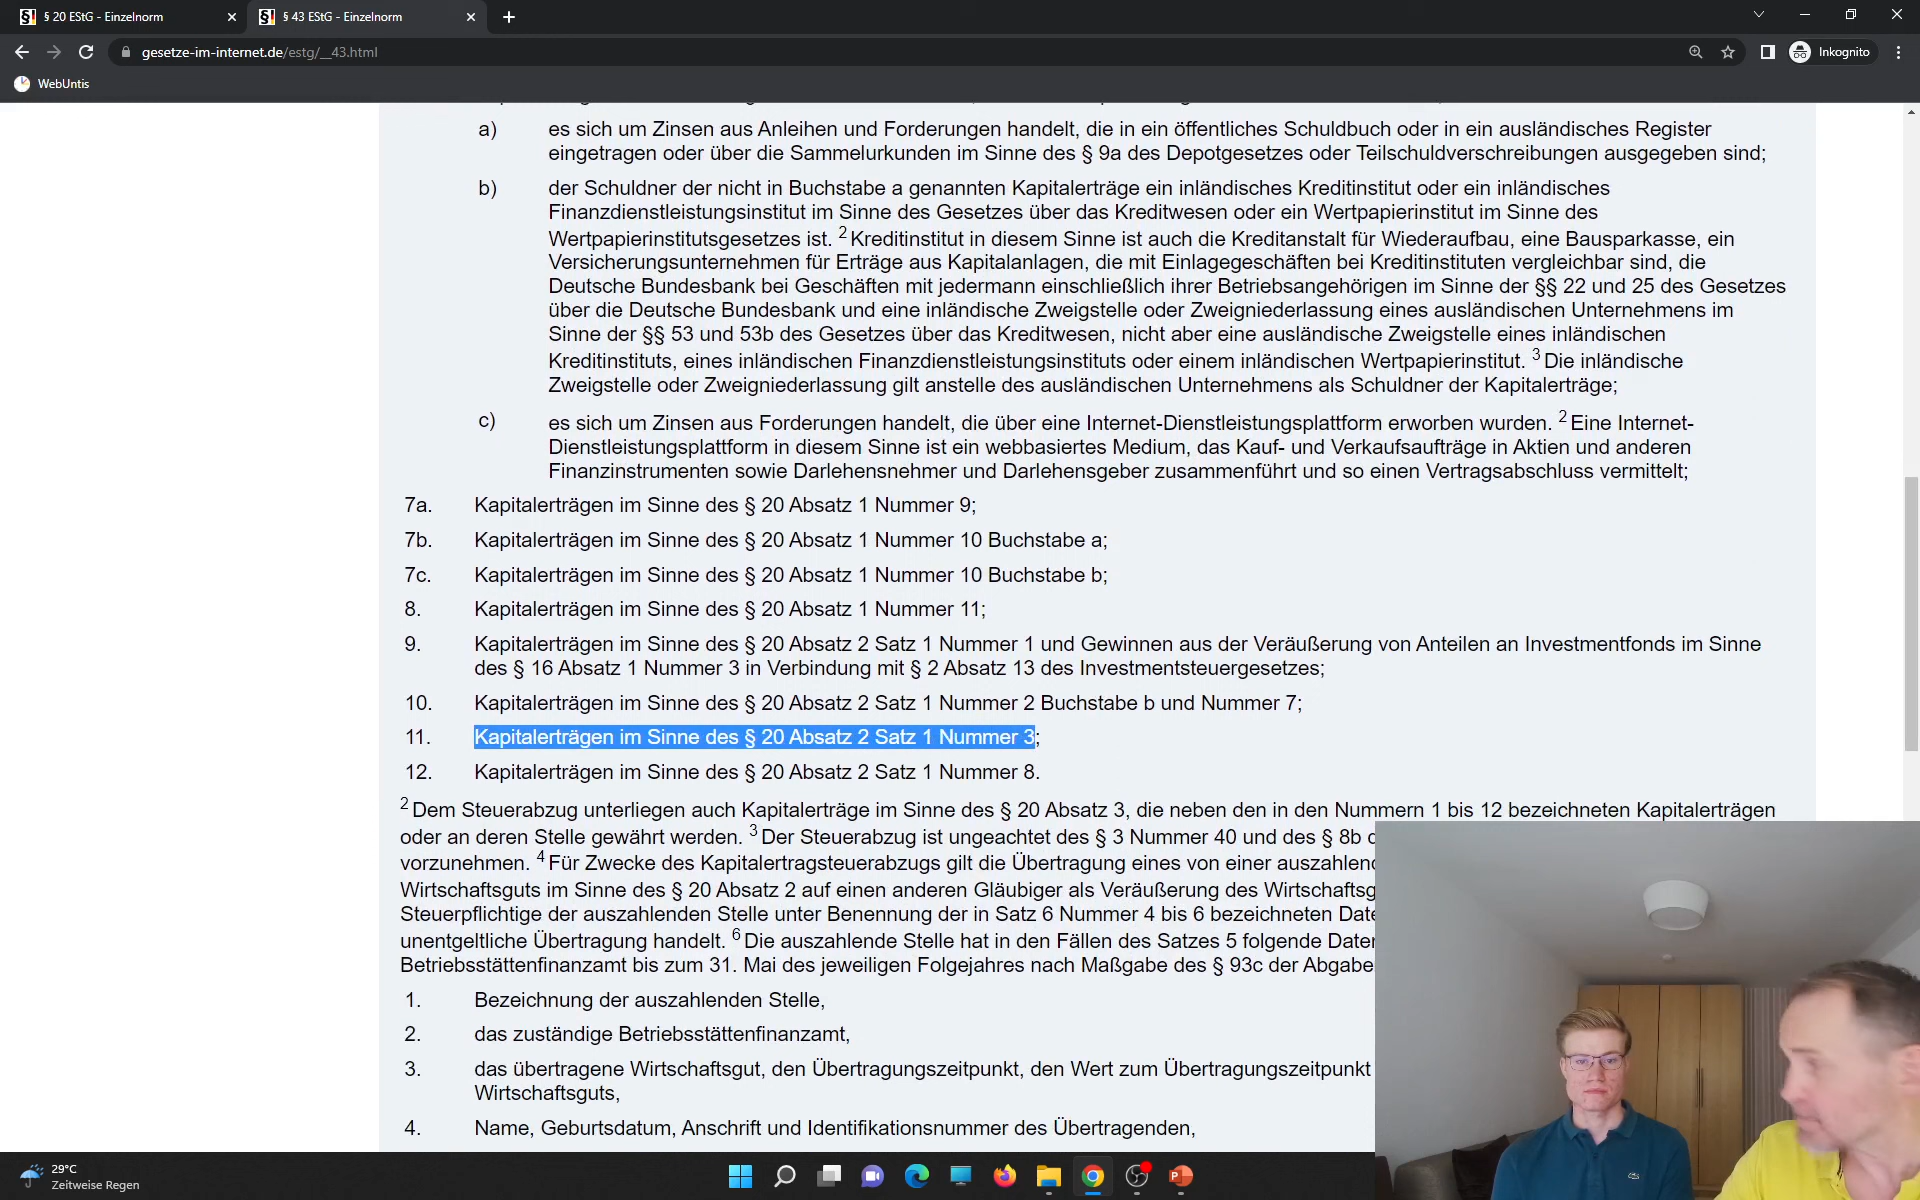 § 20 EStG - Einzelnorm
§ 43 EStG - Einzelnorm
gesetze-im-internet.de/estg/__43.html
Inkognito
WebUntis
a) es sich um Zinsen aus Anleihen und Forderungen handelt, die in ein öffentliches Schuldbuch oder in ein ausländisches Register
eingetragen oder über die Sammelurkunden im Sinne des § 9a des Depotgesetzes oder Teilschuldverschreibungen ausgegeben sind;
b) der Schuldner der nicht in Buchstabe a genannten Kapitalerträge ein inländisches Kreditinstitut oder ein inländisches
Finanzdienstleistungsinstitut im Sinne des Gesetzes über das Kreditwesen oder ein Wertpapierinstitut im Sinne des
Wertpapierinstitutsgesetzes ist. ²Kreditinstitut in diesem Sinne ist auch die Kreditanstalt für Wiederaufbau, eine Bausparkasse, ein
Versicherungsunternehmen für Erträge aus Kapitalanlagen, die mit Einlagegeschäften bei Kreditinstituten vergleichbar sind, die
Deutsche Bundesbank bei Geschäften mit jedermann einschließlich ihrer Betriebsangehörigen im Sinne der §§ 22 und 25 des Gesetzes
über die Deutsche Bundesbank und eine inländische Zweigstelle oder Zweigniederlassung eines ausländischen Unternehmens im
Sinne der §§ 53 und 53b des Gesetzes über das Kreditwesen, nicht aber eine ausländische Zweigstelle eines inländischen
Kreditinstituts, eines inländischen Finanzdienstleistungsinstituts oder einem inländischen Wertpapierinstitut. ³Die inländische
Zweigstelle oder Zweigniederlassung gilt anstelle des ausländischen Unternehmens als Schuldner der Kapitalerträge;
c) es sich um Zinsen aus Forderungen handelt, die über eine Internet-Dienstleistungsplattform erworben wurden. ²Eine Internet-
Dienstleistungsplattform in diesem Sinne ist ein webbasiertes Medium, das Kauf- und Verkaufsaufträge in Aktien und anderen
Finanzinstrumenten sowie Darlehensnehmer und Darlehensgeber zusammenführt und so einen Vertragsabschluss vermittelt;
7a. Kapitalerträgen im Sinne des § 20 Absatz 1 Nummer 9;
7b. Kapitalerträgen im Sinne des § 20 Absatz 1 Nummer 10 Buchstabe a;
7c. Kapitalerträgen im Sinne des § 20 Absatz 1 Nummer 10 Buchstabe b;
8. Kapitalerträgen im Sinne des § 20 Absatz 1 Nummer 11;
9. Kapitalerträgen im Sinne des § 20 Absatz 2 Satz 1 Nummer 1 und Gewinnen aus der Veräußerung von Anteilen an Investmentfonds im Sinne
des § 16 Absatz 1 Nummer 3 in Verbindung mit § 2 Absatz 13 des Investmentsteuergesetzes;
10. Kapitalerträgen im Sinne des § 20 Absatz 2 Satz 1 Nummer 2 Buchstabe b und Nummer 7;
11. Kapitalerträgen im Sinne des § 20 Absatz 2 Satz 1 Nummer 3;
12. Kapitalerträgen im Sinne des § 20 Absatz 2 Satz 1 Nummer 8.
²Dem Steuerabzug unterliegen auch Kapitalerträge im Sinne des § 20 Absatz 3, die neben den in den Nummern 1 bis 12 bezeichneten Kapitalerträgen
oder an deren Stelle gewährt werden. ³Der Steuerabzug ist ungeachtet des § 3 Nummer 40 und des § 8b
vorzunehmen. ⁴Für Zwecke des Kapitalertragsteuerabzugs gilt die Übertragung eines von einer auszahlend
Wirtschaftsguts im Sinne des § 20 Absatz 2 auf einen anderen Gläubiger als Veräußerung des Wirtschaftsg
Steuerpflichtige der auszahlenden Stelle unter Benennung der in Satz 6 Nummer 4 bis 6 bezeichneten Date
unentgeltliche Übertragung handelt. ⁶Die auszahlende Stelle hat in den Fällen des Satzes 5 folgende Daten
Betriebsstättenfinanzamt bis zum 31. Mai des jeweiligen Folgejahres nach Maßgabe des § 93c der Abgabe
1. Bezeichnung der auszahlenden Stelle,
2. das zuständige Betriebsstättenfinanzamt,
3. das übertragene Wirtschaftsgut, den Übertragungszeitpunkt, den Wert zum Übertragungszeitpunkt
Wirtschaftsguts,
4. Name, Geburtsdatum, Anschrift und Identifikationsnummer des Übertragenden,
29°C
Zeitweise Regen